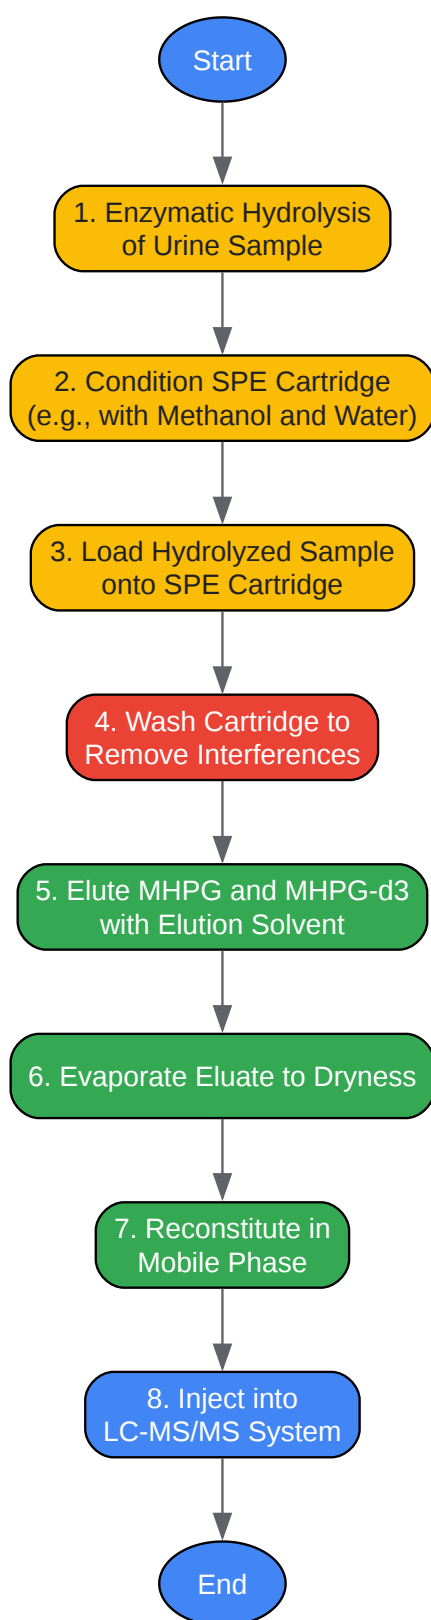 Start
1. Enzymatic Hydrolysis
of Urine Sample
2. Condition SPE Cartridge
(e.g., with Methanol and Water)
3. Load Hydrolyzed Sample
onto SPE Cartridge
4. Wash Cartridge to
Remove Interferences
5. Elute MHPG and MHPG-d3
with Elution Solvent
6. Evaporate Eluate to Dryness
7. Reconstitute in
Mobile Phase
8. Inject into
LC-MS/MS System
End